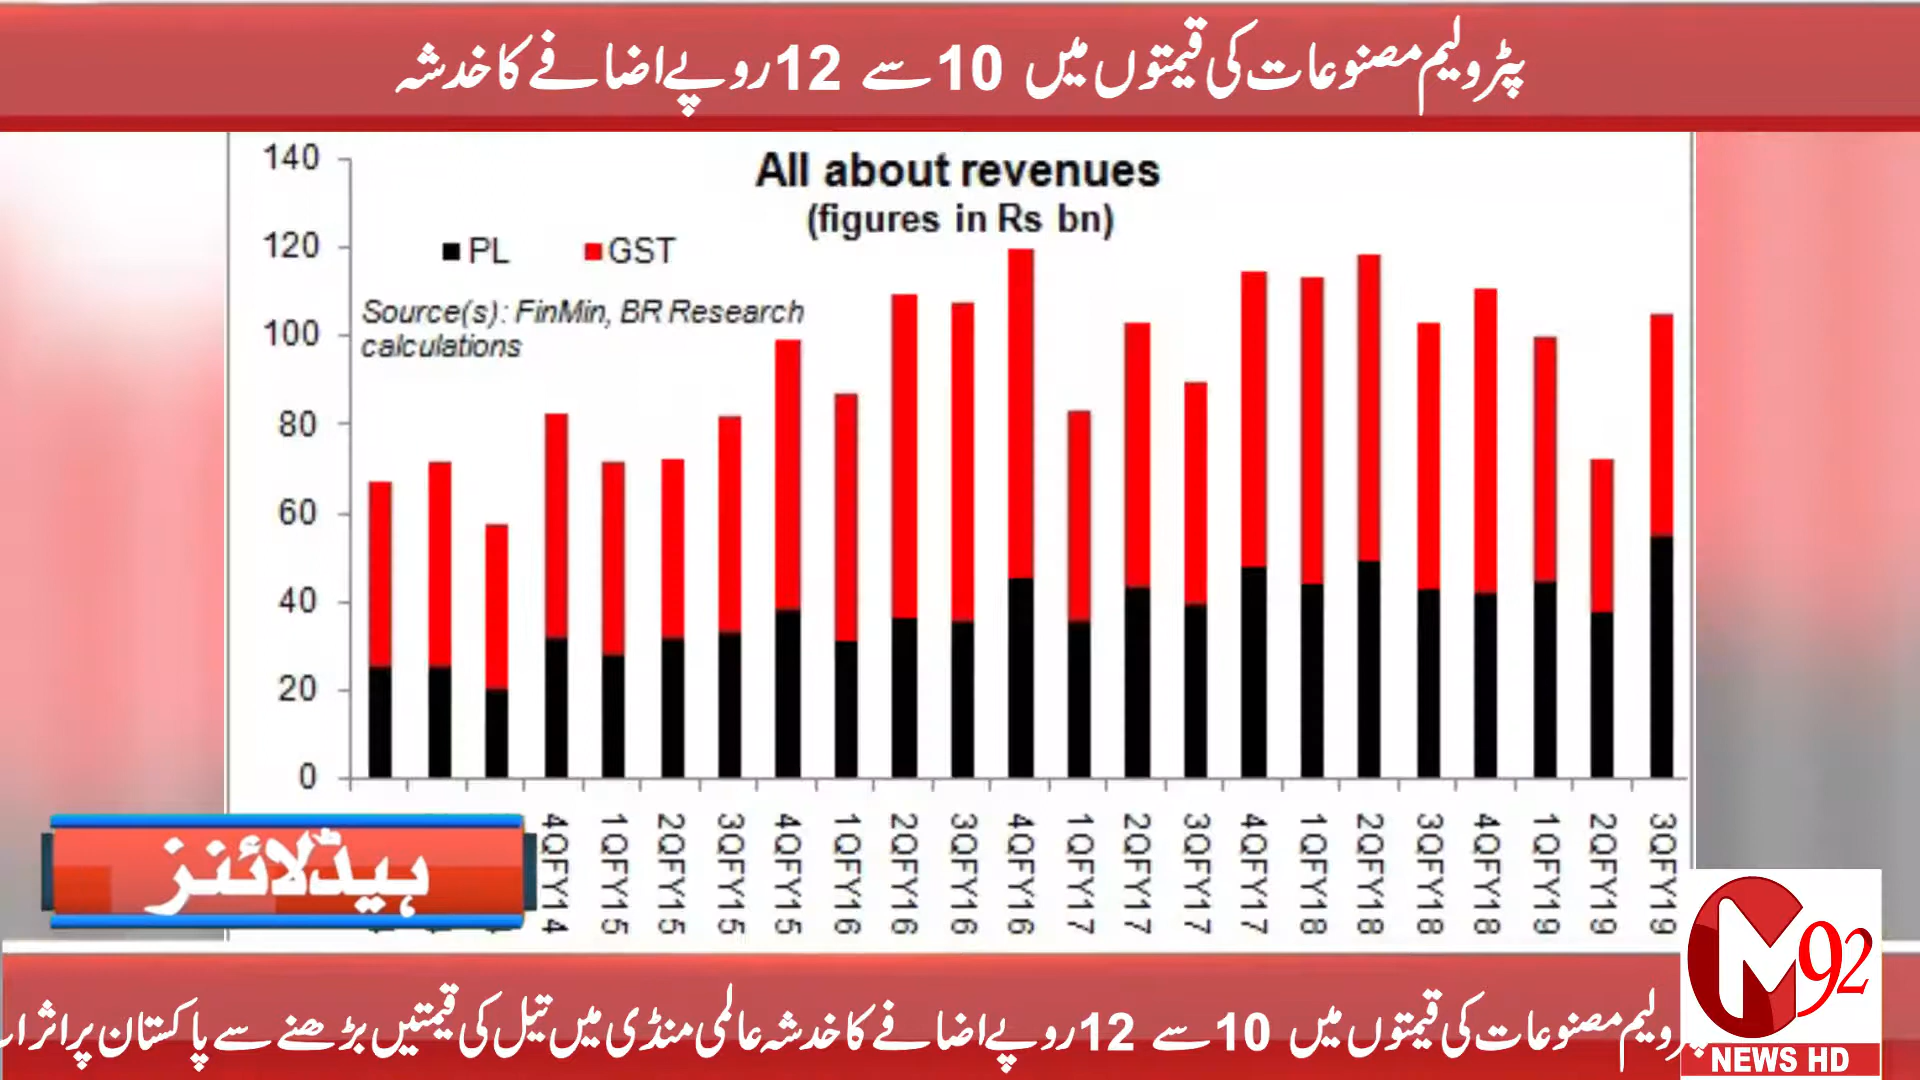 پٹرولیم مصنوعات کی قیمتوں میں 10 سے 12 روپے اضافے کا خدشہ
All about revenues
(figures in Rs bn)
PL GST
Source(s): FinMin, BR Research
calculations
140
120
100
80
60
40
20
0
4QFY14
1QFY15
2QFY15
3QFY15
4QFY15
1QFY16
2QFY16
3QFY16
4QFY16
1QFY17
2QFY17
3QFY17
4QFY17
1QFY18
2QFY18
3QFY18
4QFY18
1QFY19
2QFY19
3QFY19
ہیڈلائنز
M 92
NEWS HD
مصنوعات کی قیمتوں میں 10 سے 12 روپے اضافے کا خدشہ عالمی منڈی میں تیل کی قیمتیں بڑھنے سے پاکستان پر